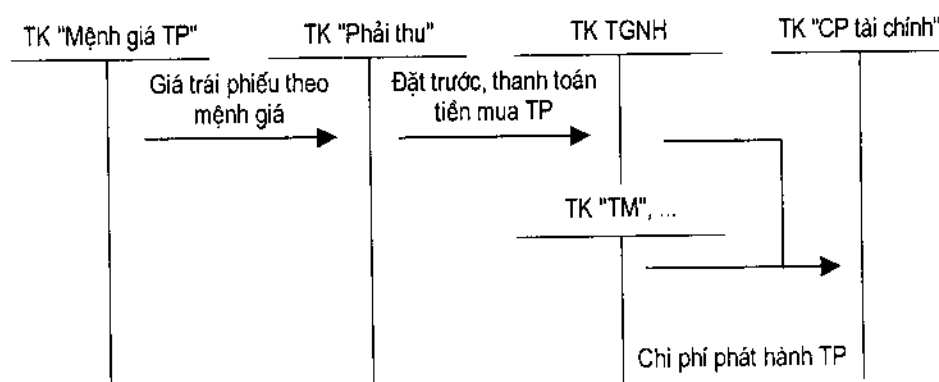 TK "Mệnh giá TP"
TK "Phải thu"
TK TGNH
TK "CP tài chính"
Giá trái phiếu theo
mệnh giá
Đặt trước, thanh toán
tiền mua TP
TK "TM", ...
Chi phí phát hành TP